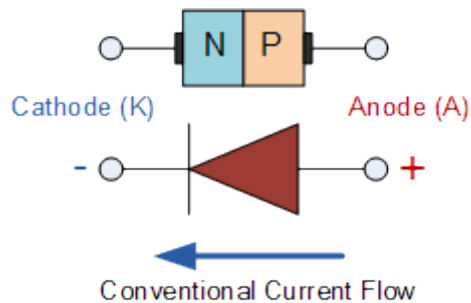 N P
Cathode (K) Anode (A)
- +
Conventional Current Flow